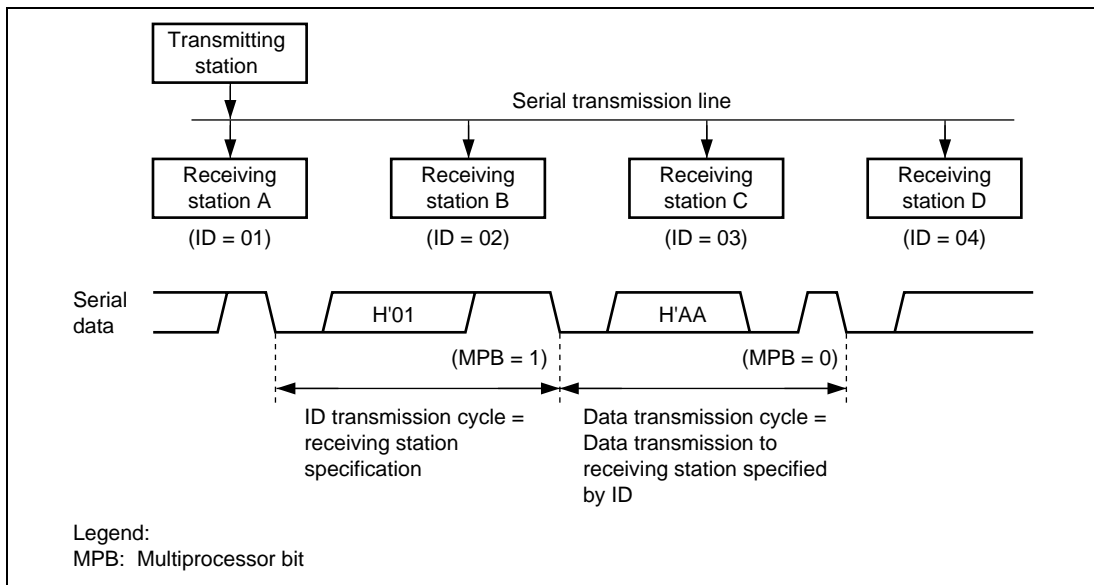 Transmitting
station
Serial transmission line
Receiving
station A
Receiving
station B
Receiving
station C
Receiving
station D
(ID = 01)
(ID = 02)
(ID = 03)
(ID = 04)
Serial
data
H'01
H'AA
(MPB = 1)
(MPB = 0)
ID transmission cycle =
receiving station
specification
Data transmission cycle =
Data transmission to
receiving station specified
by ID
Legend:
MPB: Multiprocessor bit